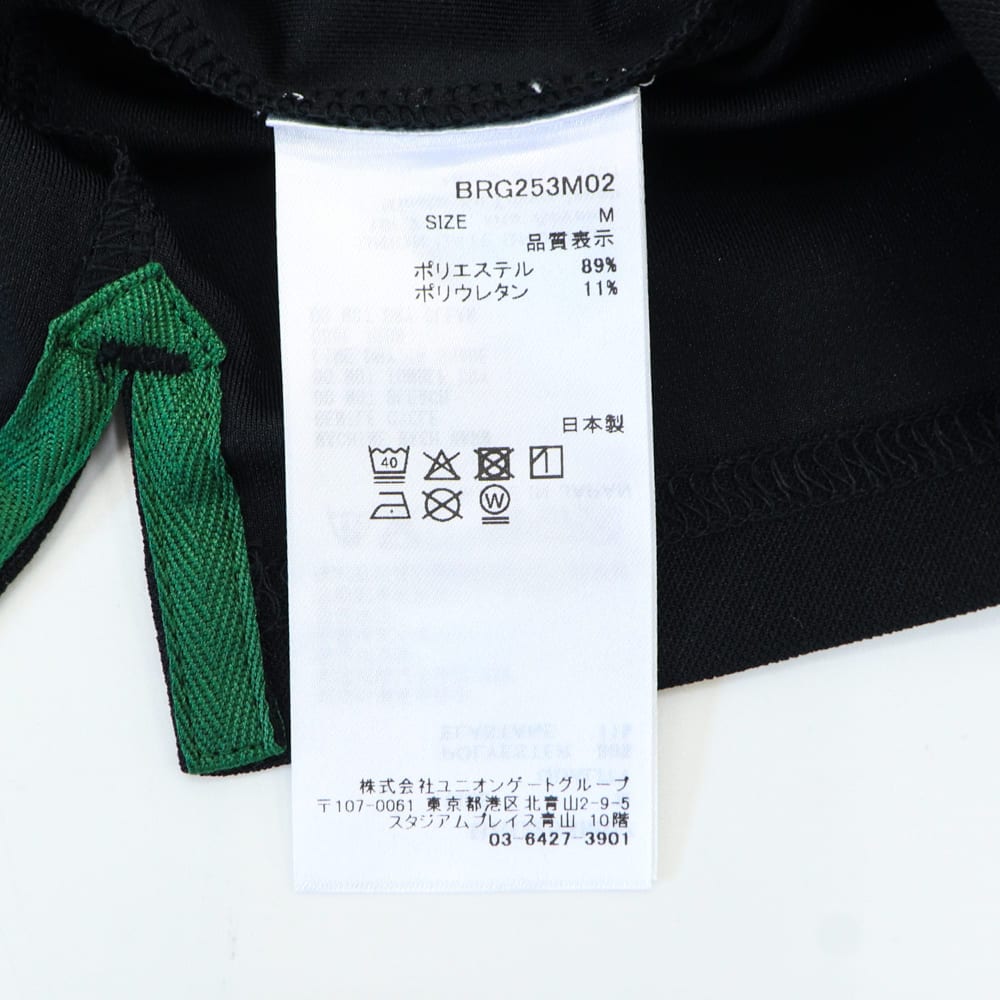 BRG253M02
SIZE M
品質表示
ポリエステル 89%
ポリウレタン 11%
日本製
40
W
株式会社ユニオンゲートグループ
〒107-0061 東京都港区北青山2-9-5
スタジアムプレイス青山 10階
03-6427-3901